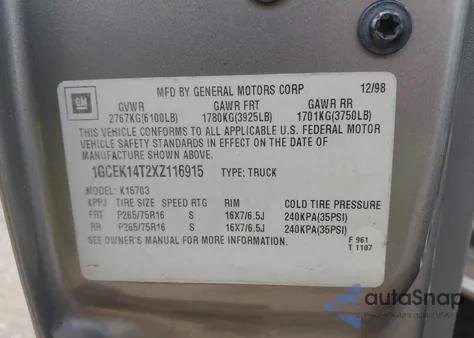 GM
MFD BY GENERAL MOTORS CORP 12/98
GVWR GAWR FRT GAWR RR
2767KG(6100LB) 1780KG(3925LB) 1701KG(3750LB)
THIS VEHICLE CONFORMS TO ALL APPLICABLE U.S. FEDERAL MOTOR
VEHICLE SAFETY STANDARDS IN EFFECT ON THE DATE OF
MANUFACTURE SHOWN ABOVE.
1GCEK14T2XZ116915 TYPE: TRUCK
MODEL: K15703
KPPJ TIRE SIZE SPEED RTG RIM COLD TIRE PRESSURE
FRT P265/75R16 S 16X7/6.5J 240KPA(35PSI)
RR P265/75R16 S 16X7/6.5J 240KPA(35PSI)
SEE OWNER'S MANUAL FOR MORE INFORMATION. F 961
T 1107
autoSnap